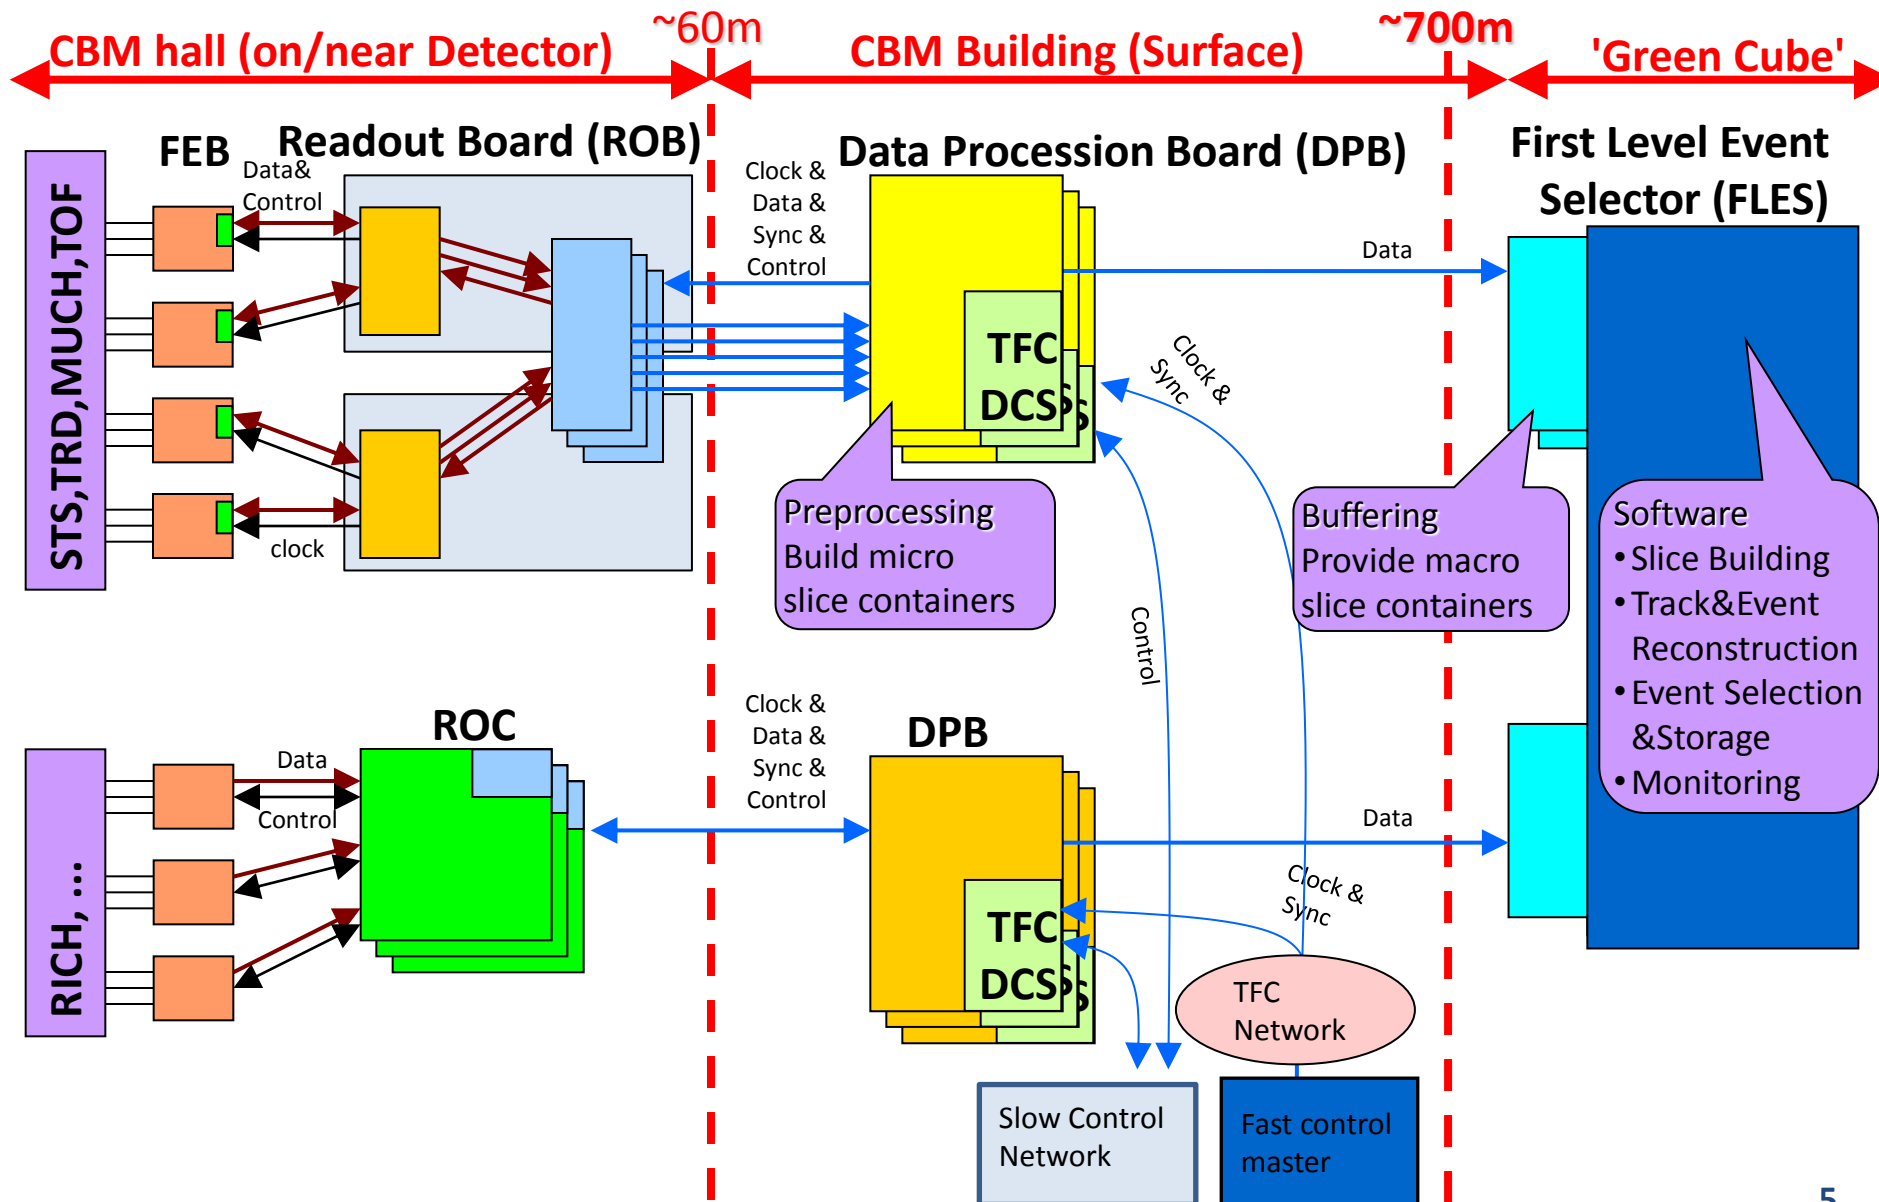 ~60m
~700m
CBM hall (on/near Detector)
CBM Building (Surface)
'Green Cube'
FEB
Readout Board (ROB)
Data Procession Board (DPB)
First Level Event
Selector (FLES)
STS,TRD,MUCH,TOF
Data&
Control
clock
Clock &
Data &
Sync &
Control
TFC
DCS
S
S
Data
Clock &
Sync
Preprocessing
Build micro
slice containers
Buffering
Provide macro
slice containers
Software
• Slice Building
• Track&Event
Reconstruction
• Event Selection
&Storage
• Monitoring
Control
RICH, ...
Data
Control
ROC
Clock &
Data &
Sync &
Control
DPB
TFC
DCS
S
S
Data
Clock &
Sync
TFC
Network
Slow Control
Network
Fast control
master
5